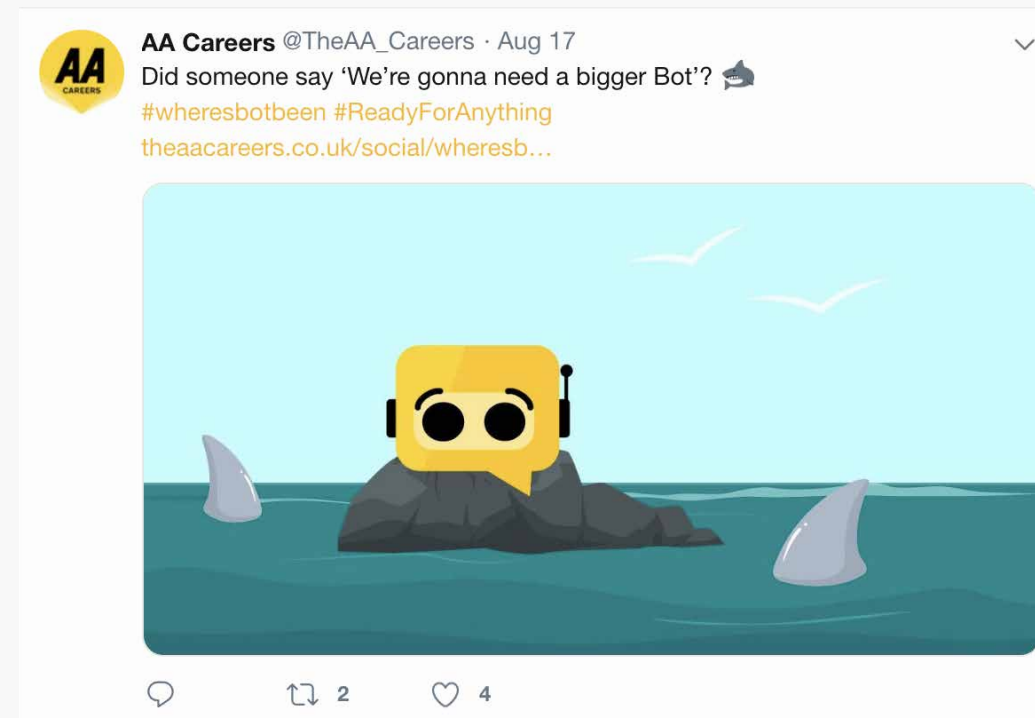 AA
CAREERS
AA Careers @TheAA_Careers · Aug 17
Did someone say ‘We’re gonna need a bigger Bot’? 🦈
#wheresbotbeen #ReadyForAnything
theaacareers.co.uk/social/wheresb...
2
4